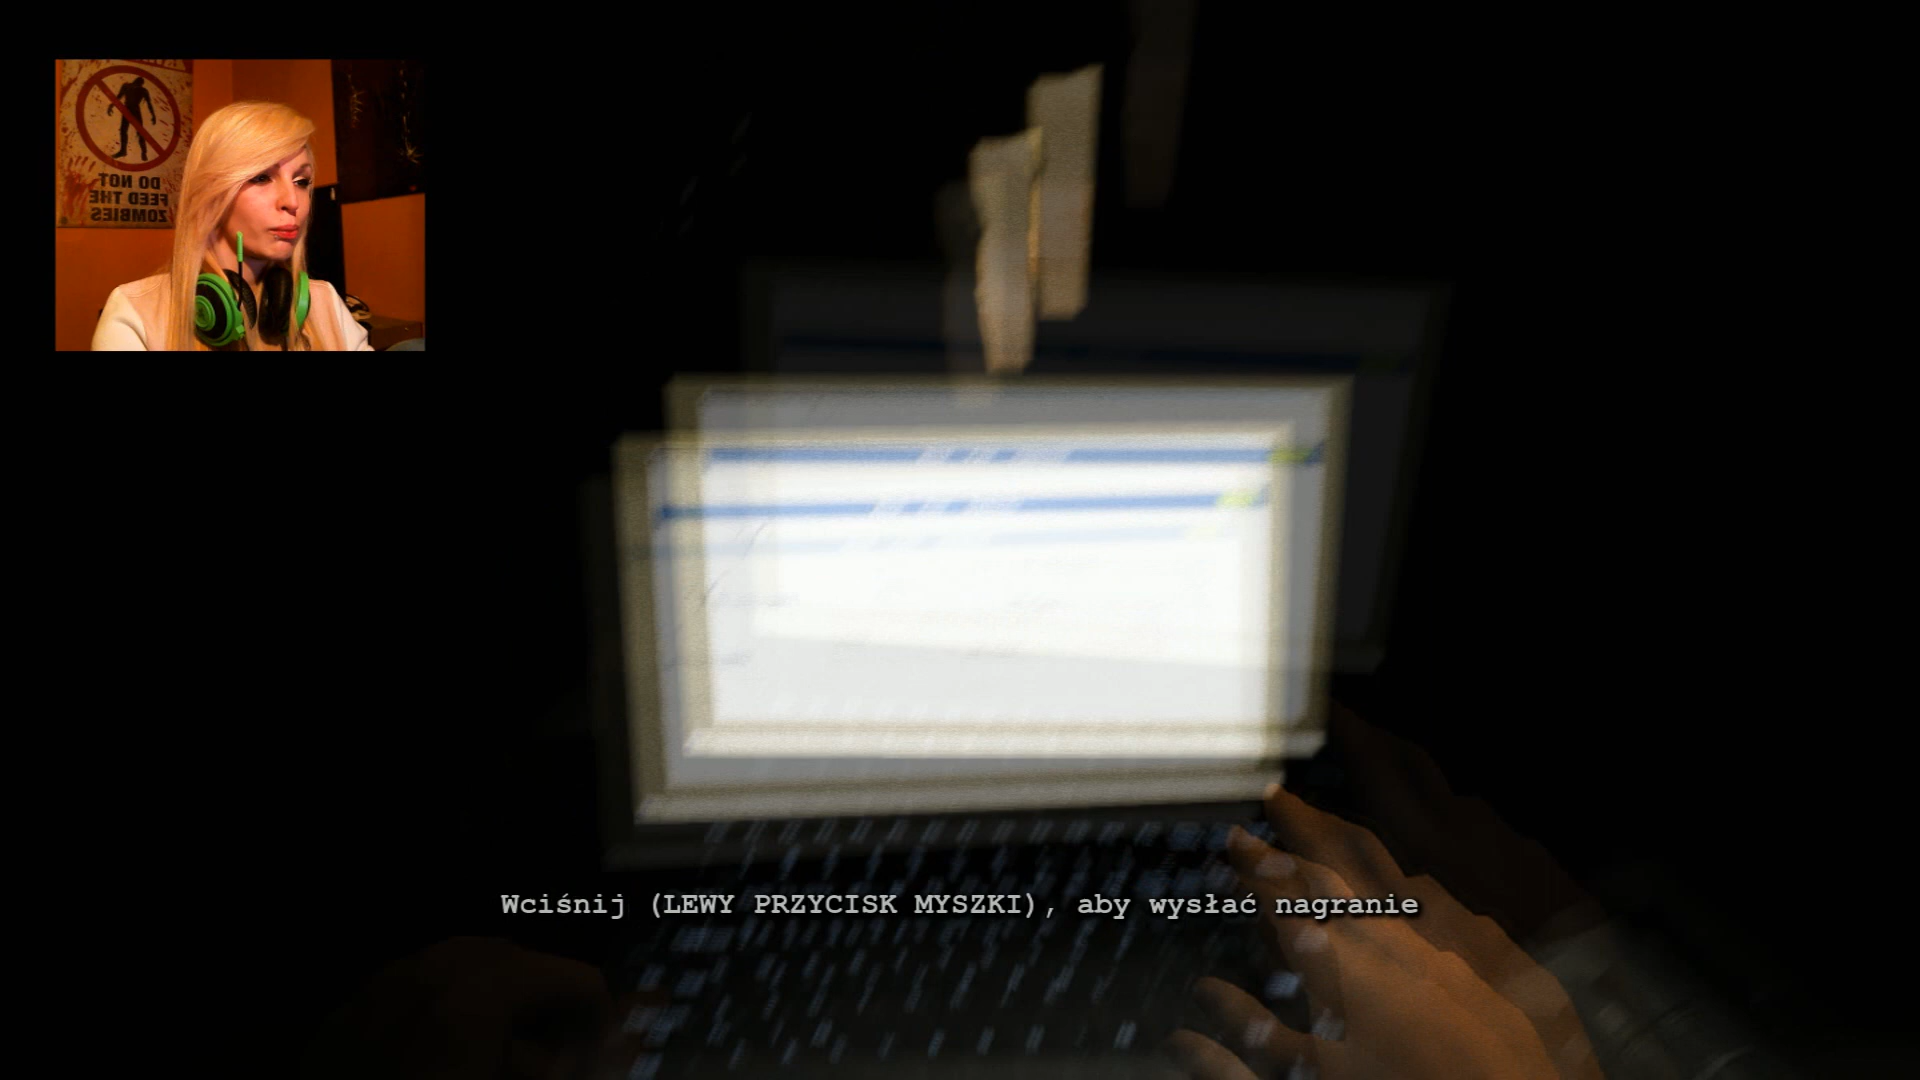 DO NOT
FEED THE
ZOMBIES
Wciśnij (LEWY PRZYCISK MYSZKI), aby wysłać nagranie